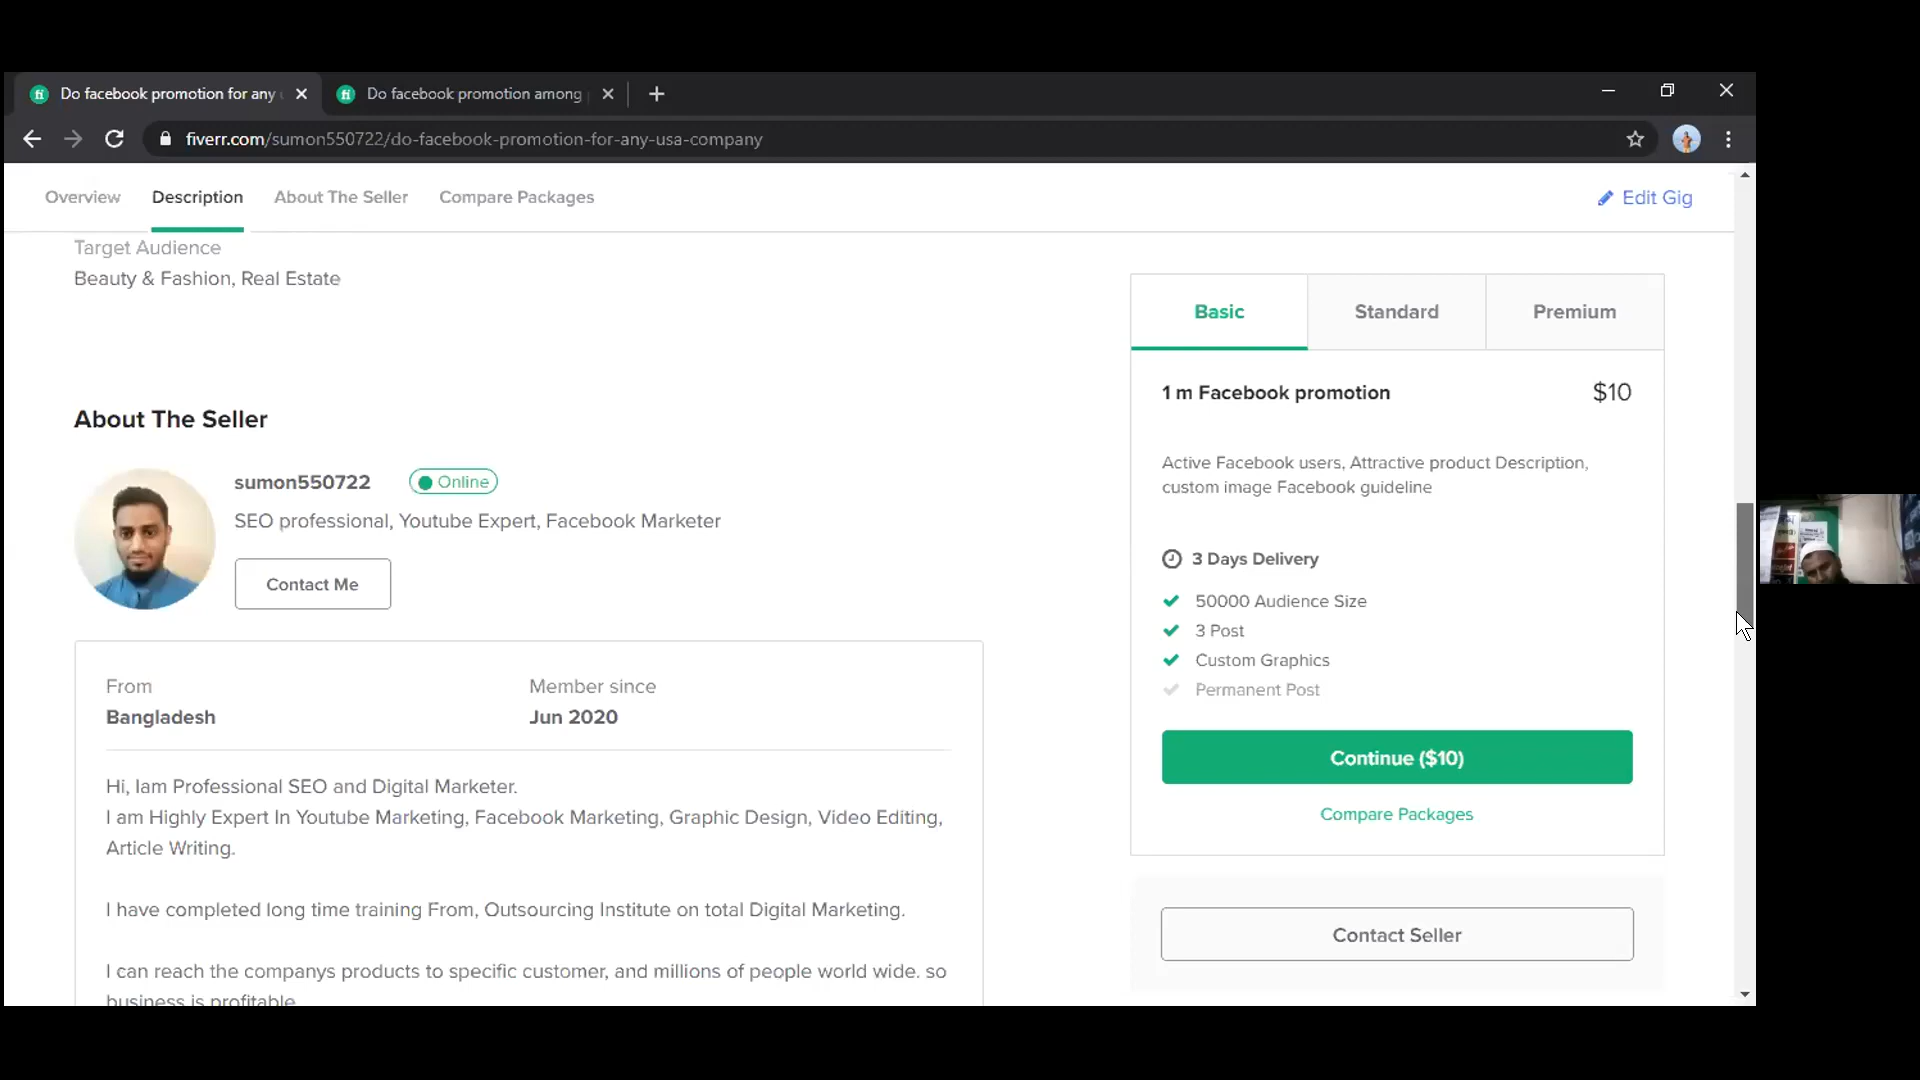 Do facebook promotion for any
Do facebook promotion among
fiverr.com/sumon550722/do-facebook-promotion-for-any-usa-company
Overview
Description
About The Seller
Compare Packages
Edit Gig
Target Audience
Beauty & Fashion, Real Estate
About The Seller
sumon550722
Online
SEO professional, Youtube Expert, Facebook Marketer
Contact Me
From
Bangladesh
Member since
Jun 2020
Hi, Iam Professional SEO and Digital Marketer.
I am Highly Expert In Youtube Marketing, Facebook Marketing, Graphic Design, Video Editing,
Article Writing.
I have completed long time training From, Outsourcing Institute on total Digital Marketing.
I can reach the companys products to specific customer, and millions of people world wide. so
business is profitable
Basic
Standard
Premium
1 m Facebook promotion
$10
Active Facebook users, Attractive product Description,
custom image Facebook guideline
3 Days Delivery
50000 Audience Size
3 Post
Custom Graphics
Permanent Post
Continue ($10)
Compare Packages
Contact Seller